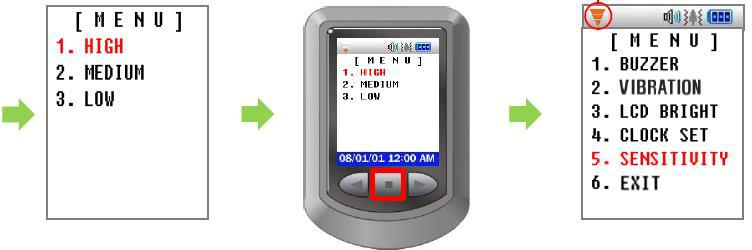 [ M E N U ]
1. HIGH
2. MEDIUM
3. LOW
[ M E N U ]
1. HIGH
2. MEDIUM
3. LOW
08/01/01 12:00 AM
[ M E N U ]
1. BUZZER
2. VIBRATION
3. LCD BRIGHT
4. CLOCK SET
5. SENSITIVITY
6. EXIT